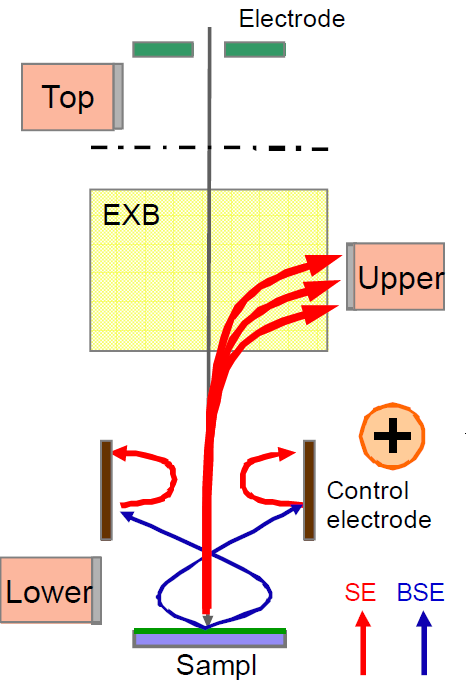 Electrode
Top
EXB
Upper
+
Control
electrode
Lower
SE BSE
Sampl